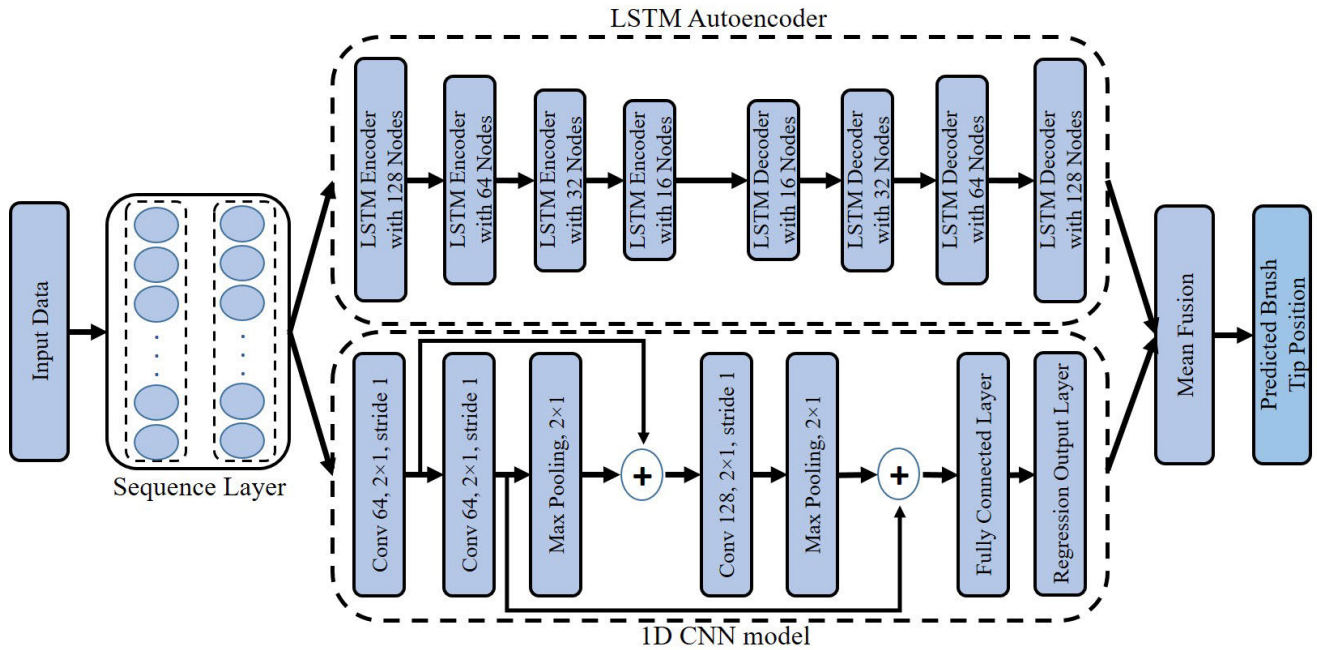 LSTM Autoencoder
Input Data
Sequence Layer
LSTM Encoder
with 128 Nodes
LSTM Encoder
with 64 Nodes
LSTM Encoder
with 32 Nodes
LSTM Encoder
with 16 Nodes
LSTM Decoder
with 16 Nodes
LSTM Decoder
with 32 Nodes
LSTM Decoder
with 64 Nodes
LSTM Decoder
with 128 Nodes
Conv 64, 2×1, stride 1
Conv 64, 2×1, stride 1
Max Pooling, 2×1
+
Conv 128, 2×1, stride 1
Max Pooling, 2×1
+
Fully Connected Layer
Regression Output Layer
1D CNN model
Mean Fusion
Predicted Brush
Tip Position